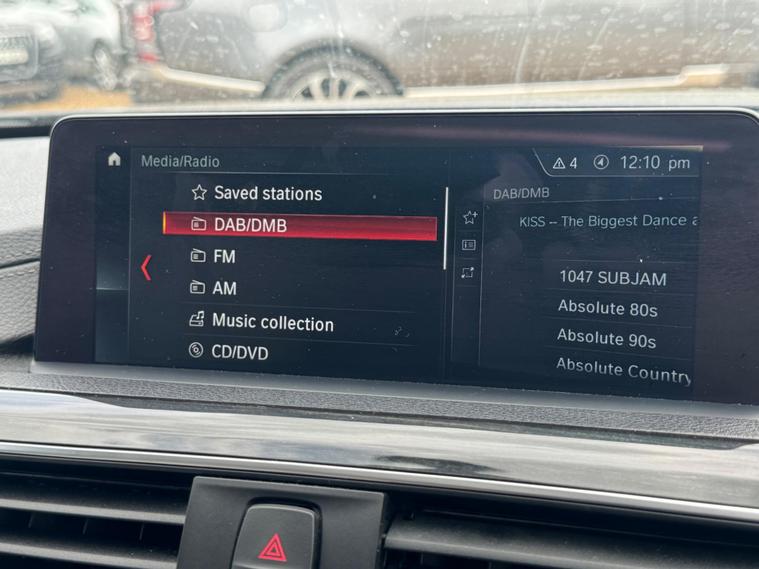 Media/Radio
4 12:10 pm
Saved stations
DAB/DMB
FM
AM
Music collection
CD/DVD
DAB/DMB
KISS -- The Biggest Dance a
1047 SUBJAM
Absolute 80s
Absolute 90s
Absolute Country